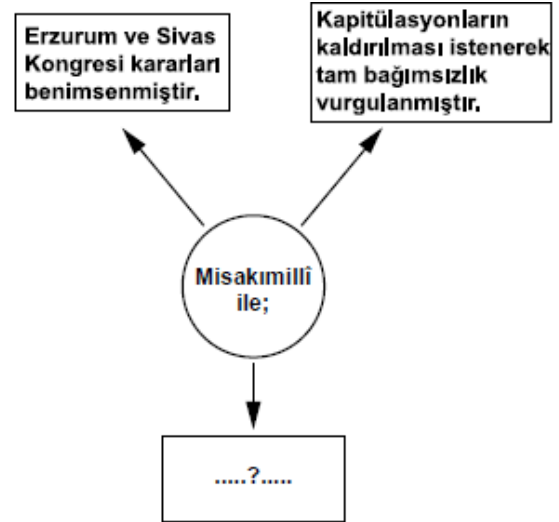 Erzurum ve Sivas
Kongresi kararları
benimsenmiştir.
Kapitülasyonların
kaldırılması istenerek
tam bağımsızlık
vurgulanmıştır.
Misakımillî
ile;
.....?.....